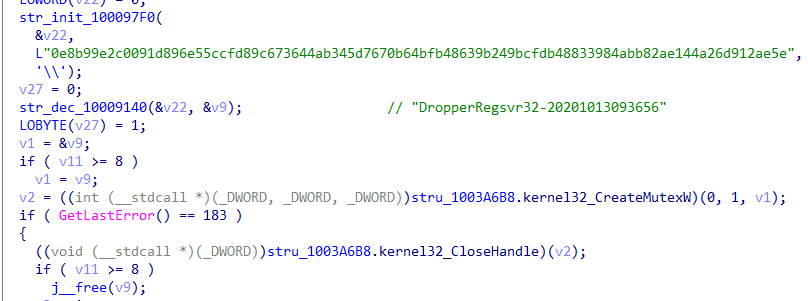 LOWORD(v22) = 0;
str_init_100097F0(
&v22,
L"0e8b99e2c0091d896e55ccfd89c673644ab345d7670b64bfb48639b249bcfdb48833984abb82ae144a26d912ae5e",
'\\');
v27 = 0;
str_dec_10009140(&v22, &v9); // "DropperRegsvr32-20201013093656"
LOBYTE(v27) = 1;
v1 = &v9;
if ( v11 >= 8 )
v1 = v9;
v2 = ((int (__stdcall *)(_DWORD, _DWORD, _DWORD))stru_1003A6B8.kernel32_CreateMutexW)(0, 1, v1);
if ( GetLastError() == 183 )
{
((void (__stdcall *)(_DWORD))stru_1003A6B8.kernel32_CloseHandle)(v2);
if ( v11 >= 8 )
j__free(v9);